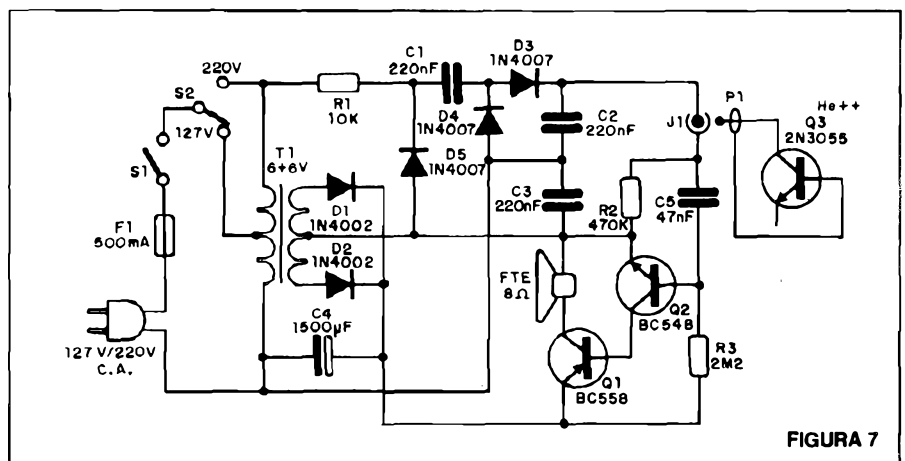 220V
S2
127V
S1
F1
500mA
127V/220V
C.A.
T1
6+6V
R1
10K
C1
220nF
D3
1N4007
D4
1N4007
D5
1N4007
D1
1N4002
D2
1N4002
C4
1500µF
C2
220nF
C3
220nF
FTE
8Ω
R2
470K
C5
47nF
J1
P1
He++
Q3
2N3055
Q2
BC548
Q1
BC558
R3
2M2
FIGURA 7